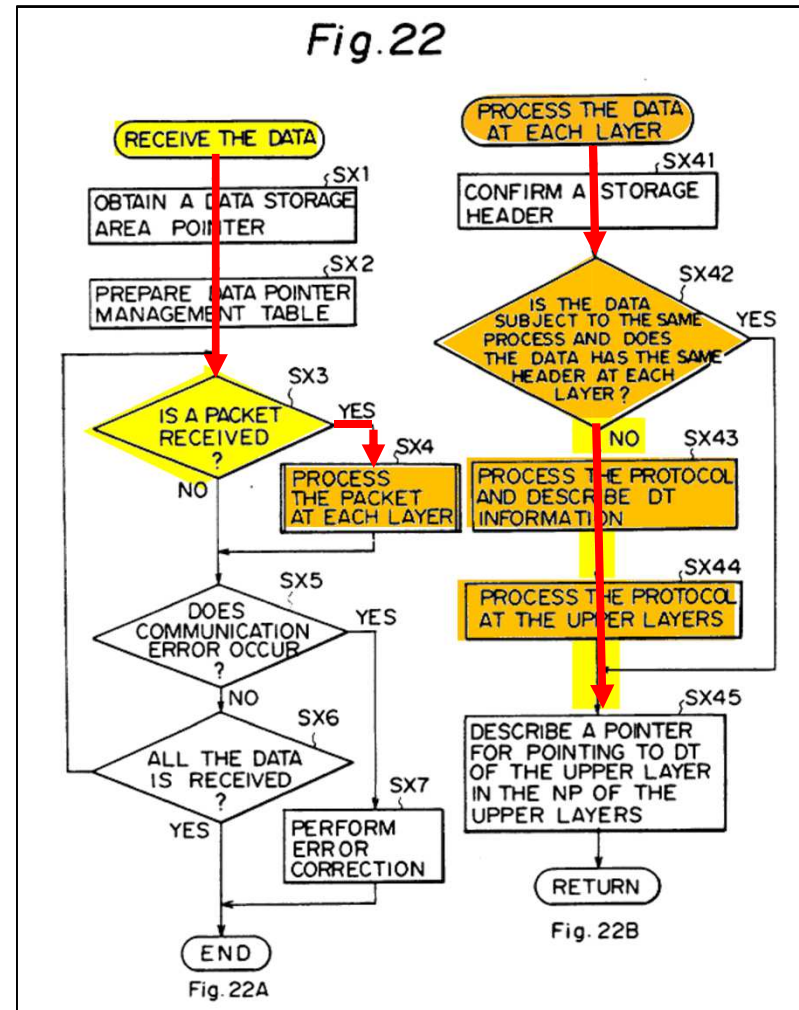 Fig.22
RECEIVE THE DATA
SX1
OBTAIN A DATA STORAGE
AREA POINTER
SX2
PREPARE DATA POINTER
MANAGEMENT TABLE
SX3
IS A PACKET
RECEIVED
?
YES
NO
SX4
PROCESS
THE PACKET
AT EACH LAYER
SX5
DOES
COMMUNICATION
ERROR OCCUR
?
YES
NO
SX6
ALL THE DATA
IS RECEIVED
?
YES
SX7
PERFORM
ERROR
CORRECTION
END
Fig.22A
PROCESS THE DATA
AT EACH LAYER
SX41
CONFIRM A STORAGE
HEADER
SX42
IS THE DATA
SUBJECT TO THE SAME
PROCESS AND DOES
THE DATA HAS THE SAME
HEADER AT EACH
LAYER ?
YES
NO
SX43
PROCESS THE PROTOCOL
AND DESCRIBE DT
INFORMATION
SX44
PROCESS THE PROTOCOL
AT THE UPPER LAYERS
SX45
DESCRIBE A POINTER
FOR POINTING TO DT
OF THE UPPER LAYER
IN THE NP OF THE
UPPER LAYERS
RETURN
Fig.22B